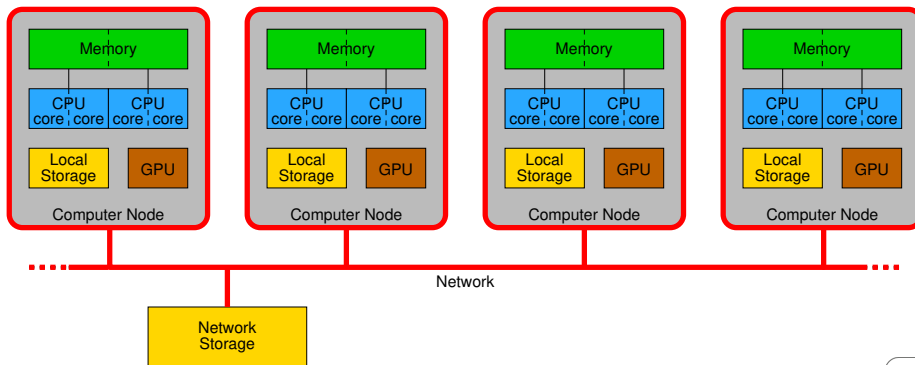 Memory Memory Memory Memory
CPU CPU CPU CPU CPU CPU CPU CPU
core core core core core core core core core core core core core core core core
Local Local Local Local
Storage GPU Storage GPU Storage GPU Storage GPU
Computer Node Computer Node Computer Node Computer Node
Network
Network
Storage